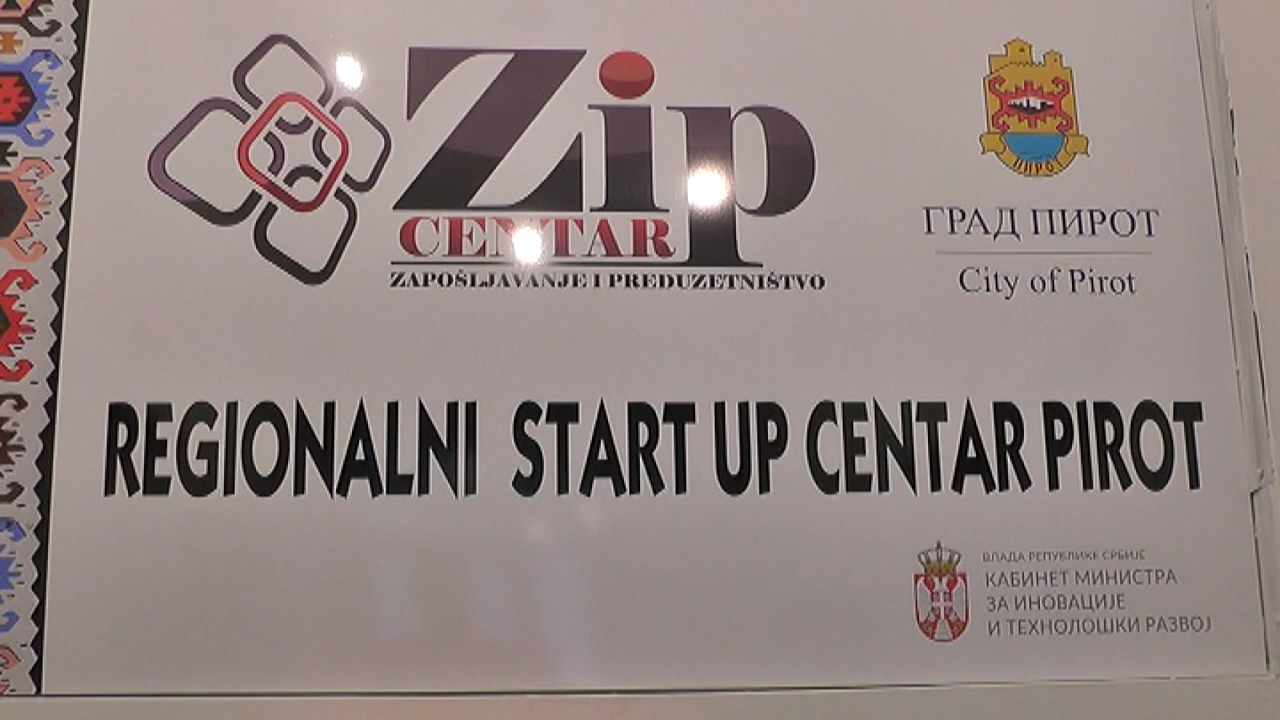 Zip
CENTAR
ZAPOŠLJAVANJE I PREDUZETNIŠTVO
ПИРОТ
ГРАД ПИРОТ
City of Pirot
REGIONALNI START UP CENTAR PIROT
ВЛАДА РЕПУБЛИКЕ СРБИЈЕ
КАБИНЕТ МИНИСТРА
ЗА ИНОВАЦИЈЕ
И ТЕХНОЛОШКИ РАЗВОЈ